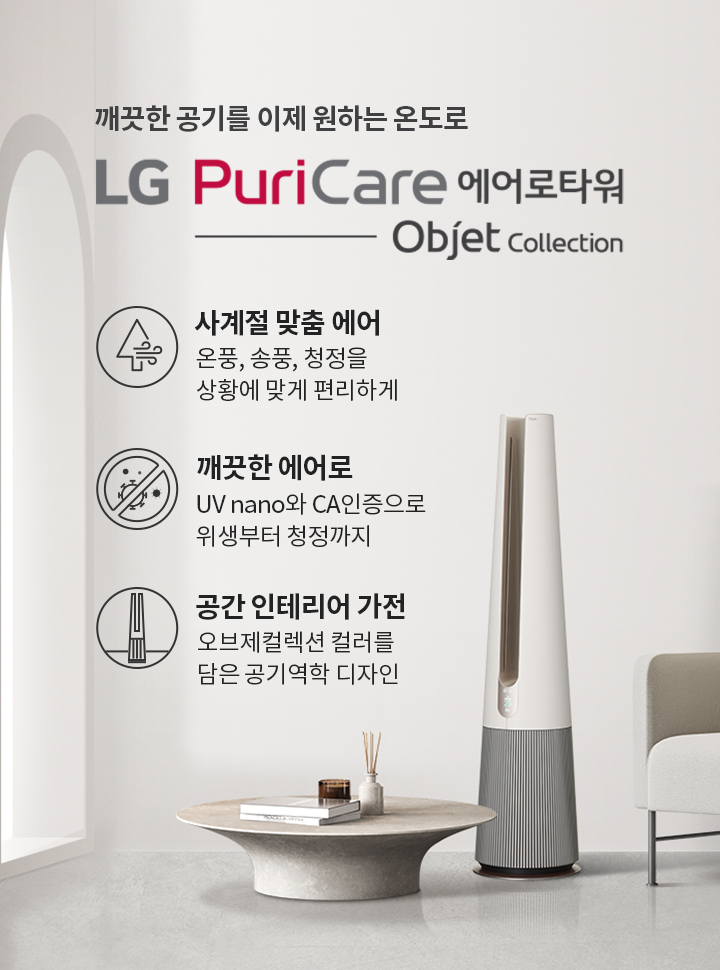 깨끗한 공기를 이제 원하는 온도로
LG PuriCare 에어로타워
Objet Collection
사계절 맞춤 에어
온풍, 송풍, 청정을
상황에 맞게 편리하게
깨끗한 에어로
UV nano와 CA인증으로
위생부터 청정까지
공간 인테리어 가전
오브제컬렉션 컬러를
담은 공기역학 디자인